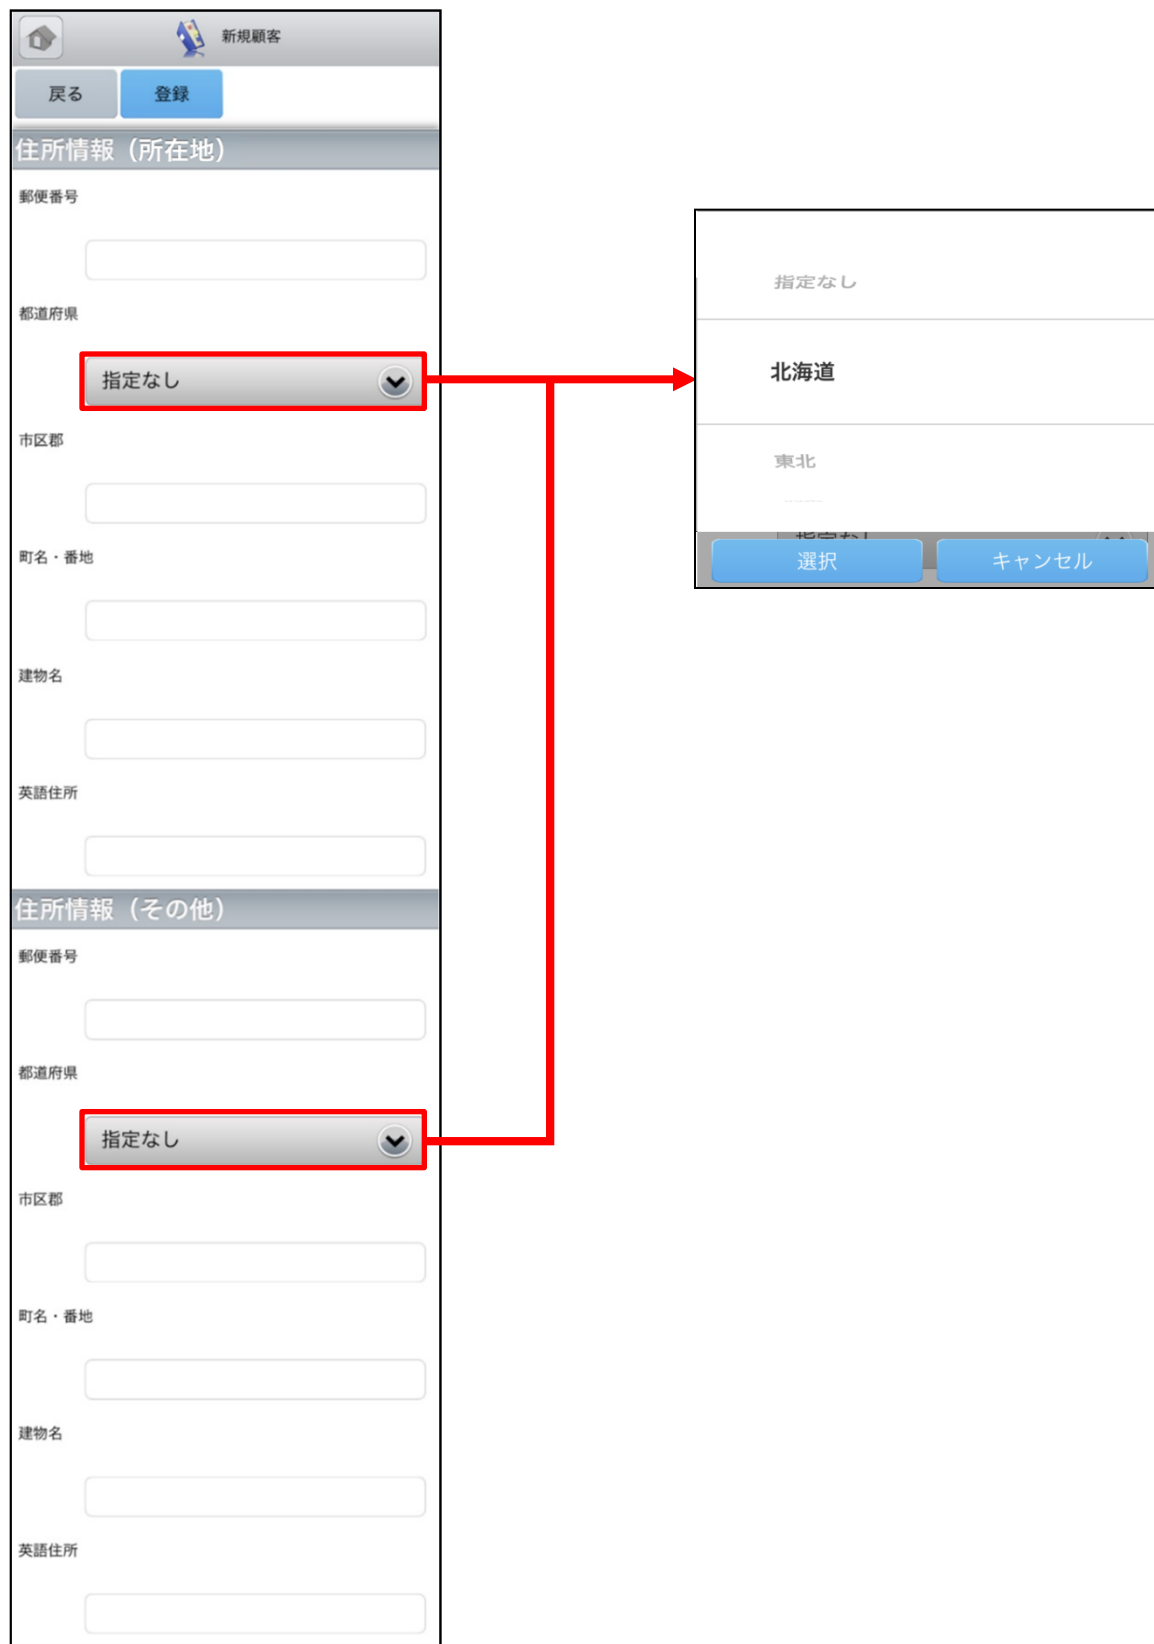 新規顧客
戻る 登録
住所情報（所在地）
郵便番号
都道府県
指定なし
市区郡
町名・番地
建物名
英語住所
住所情報（その他）
郵便番号
都道府県
指定なし
市区郡
町名・番地
建物名
英語住所
指定なし
北海道
東北
指定なし
選択 キャンセル